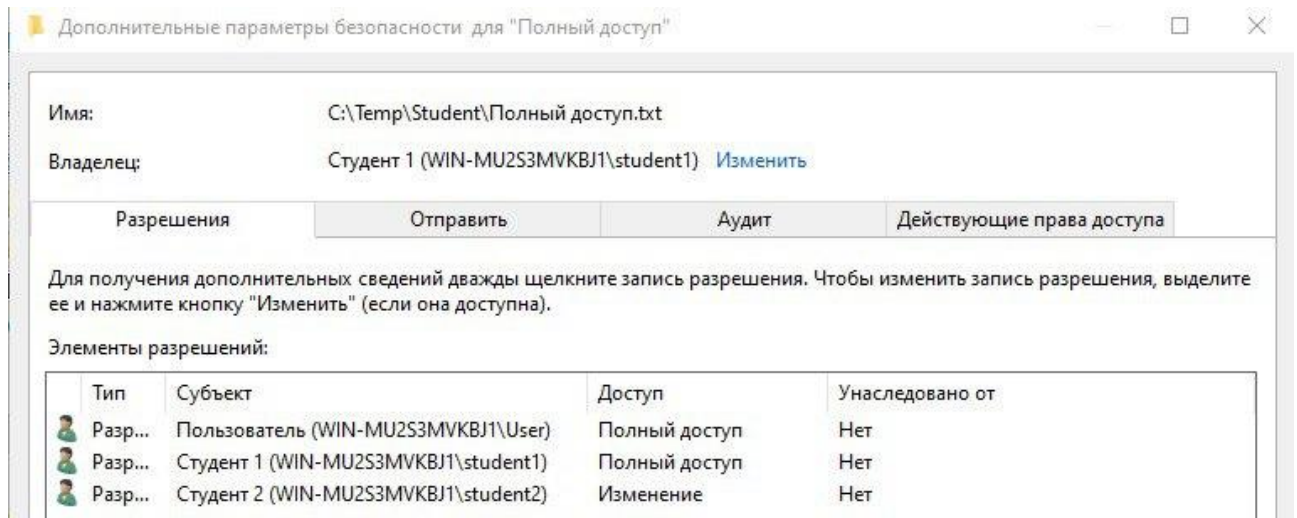 Дополнительные параметры безопасности для "Полный доступ"
Имя: C:\Temp\Student\Полный доступ.txt
Владелец: Студент 1 (WIN-MU2S3MVKBJ1\student1) Изменить
Разрешения Отправить Аудит Действующие права доступа
Для получения дополнительных сведений дважды щелкните запись разрешения. Чтобы изменить запись разрешения, выделите
ее и нажмите кнопку "Изменить" (если она доступна).
Элементы разрешений:
Тип Субъект Доступ Унаследовано от
Разр... Пользователь (WIN-MU2S3MVKBJ1\User) Полный доступ Нет
Разр... Студент 1 (WIN-MU2S3MVKBJ1\student1) Полный доступ Нет
Разр... Студент 2 (WIN-MU2S3MVKBJ1\student2) Изменение Нет